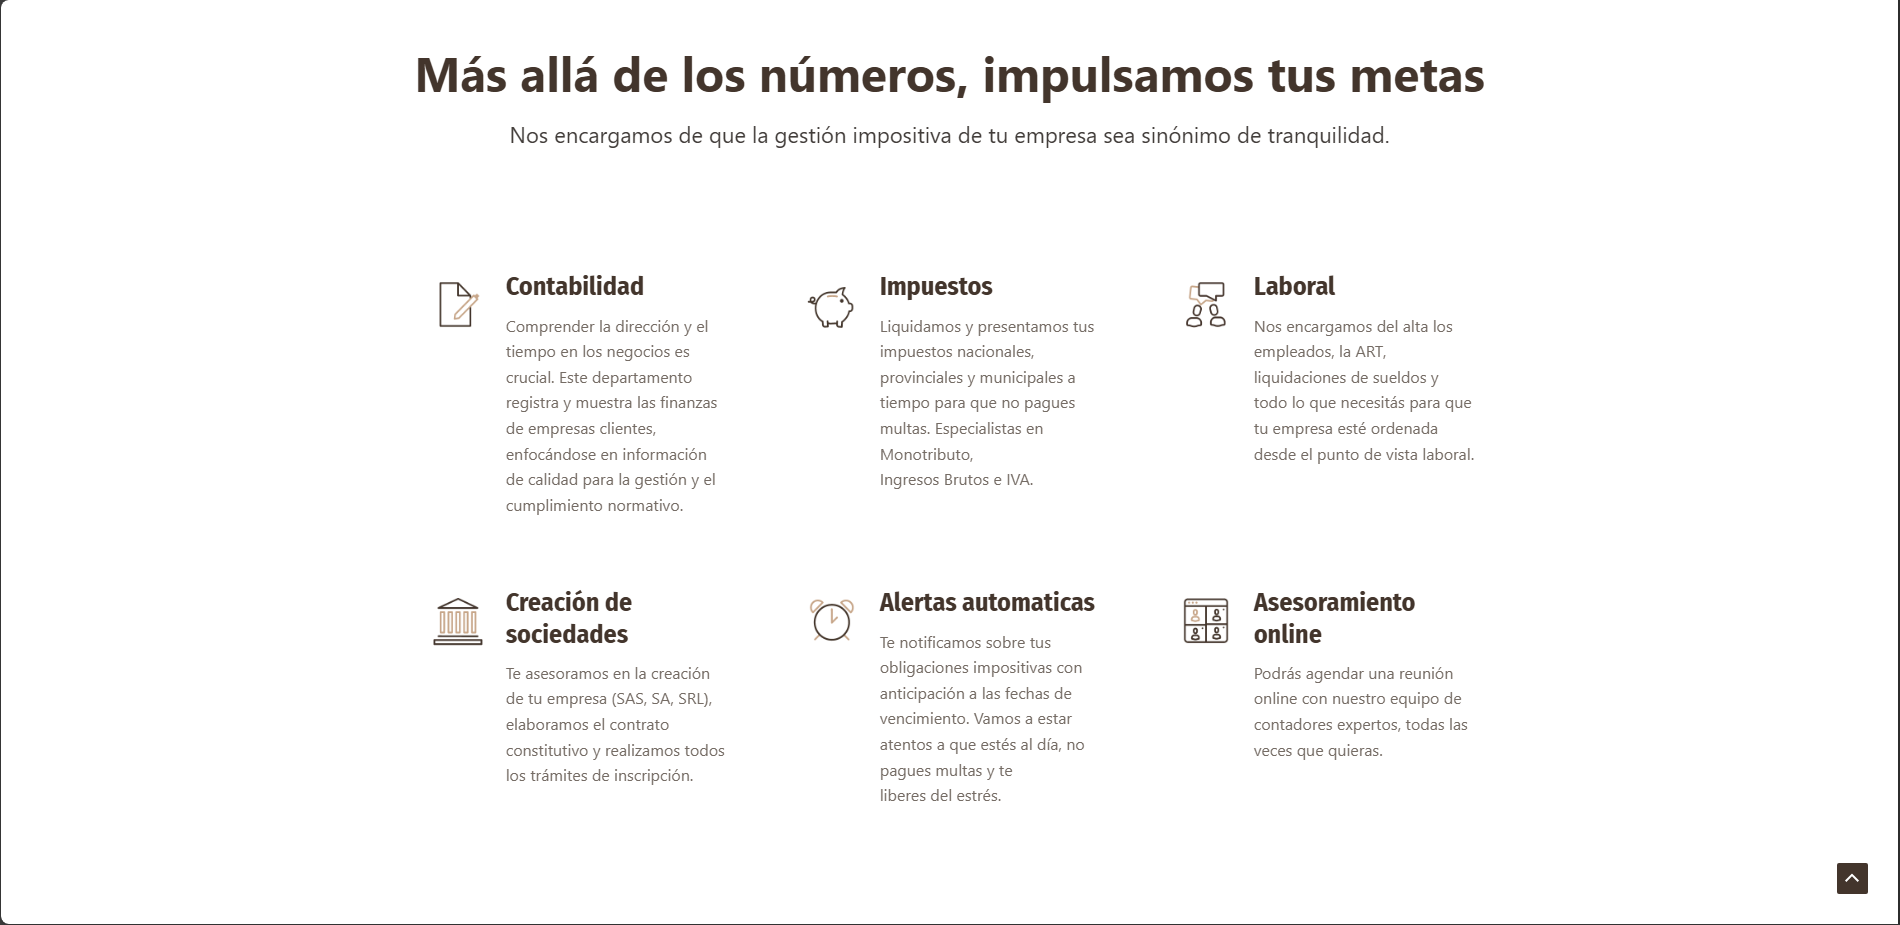 Más allá de los números, impulsamos tus metas
Nos encargamos de que la gestión impositiva de tu empresa sea sinónimo de tranquilidad.
Contabilidad
Comprender la dirección y el
tiempo en los negocios es
crucial. Este departamento
registra y muestra las finanzas
de empresas clientes,
enfocándose en información
de calidad para la gestión y el
cumplimiento normativo.
Impuestos
Liquidamos y presentamos tus
impuestos nacionales,
provinciales y municipales a
tiempo para que no pagues
multas. Especialistas en
Monotributo,
Ingresos Brutos e IVA.
Laboral
Nos encargamos del alta los
empleados, la ART,
liquidaciones de sueldos y
todo lo que necesitás para que
tu empresa esté ordenada
desde el punto de vista laboral.
Creación de
sociedades
Te asesoramos en la creación
de tu empresa (SAS, SA, SRL),
elaboramos el contrato
constitutivo y realizamos todos
los trámites de inscripción.
Alertas automaticas
Te notificamos sobre tus
obligaciones impositivas con
anticipación a las fechas de
vencimiento. Vamos a estar
atentos a que estés al día, no
pagues multas y te
liberes del estrés.
Asesoramiento
online
Podrás agendar una reunión
online con nuestro equipo de
contadores expertos, todas las
veces que quieras.